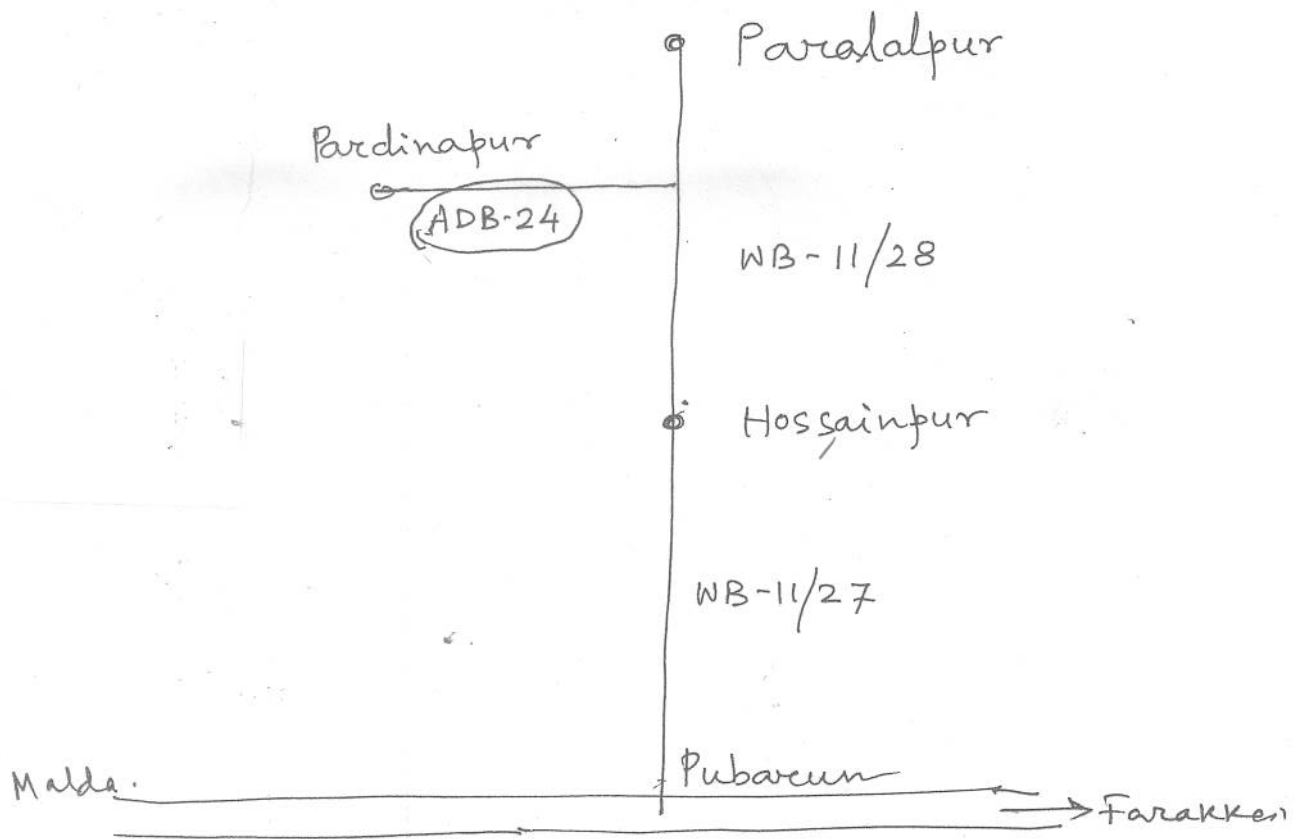 Paralalpur
Pardinapur
ADB-24
WB-11/28
Hossainpur
WB-11/27
Pubarun
Malda.
Farakka